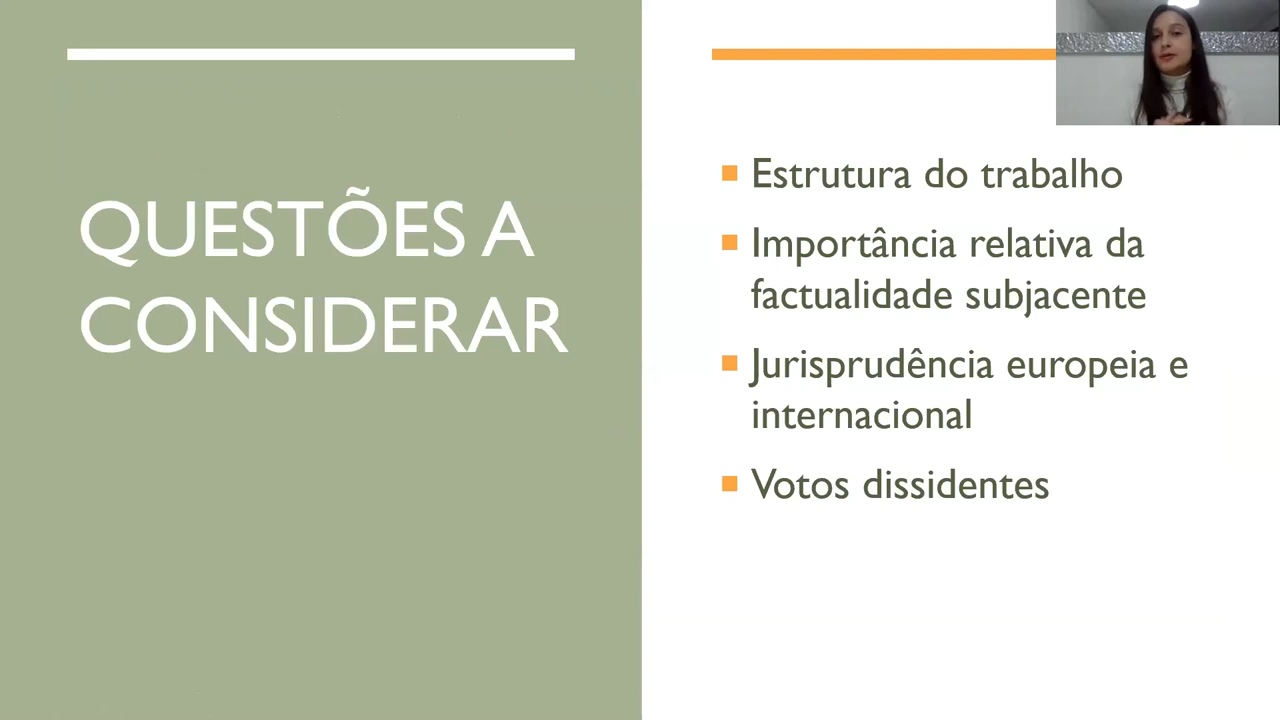 QUESTÕES A
CONSIDERAR
Estrutura do trabalho
Importância relativa da
factualidade subjacente
Jurisprudência europeia e
internacional
Votos dissidentes